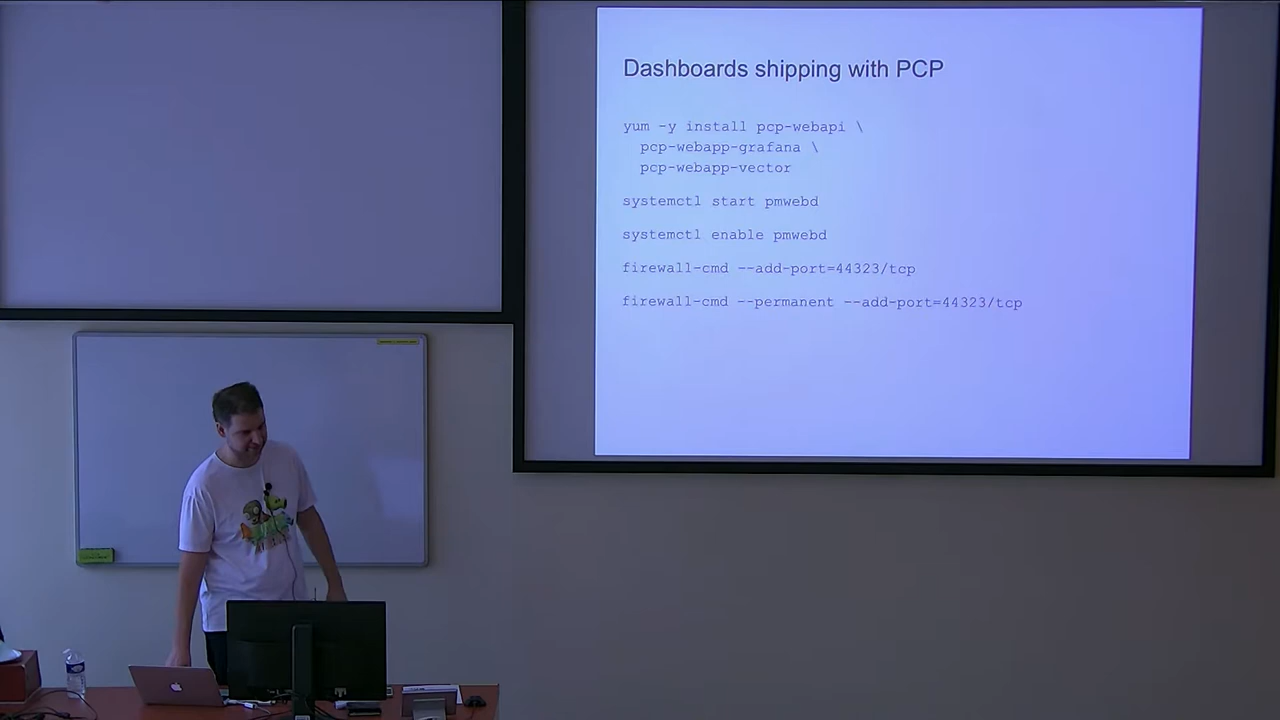 Dashboards shipping with PCP
yum -y install pcp-webapi \
pcp-webapp-grafana \
pcp-webapp-vector
systemctl start pmwebd
systemctl enable pmwebd
firewall-cmd --add-port=44323/tcp
firewall-cmd --permanent --add-port=44323/tcp